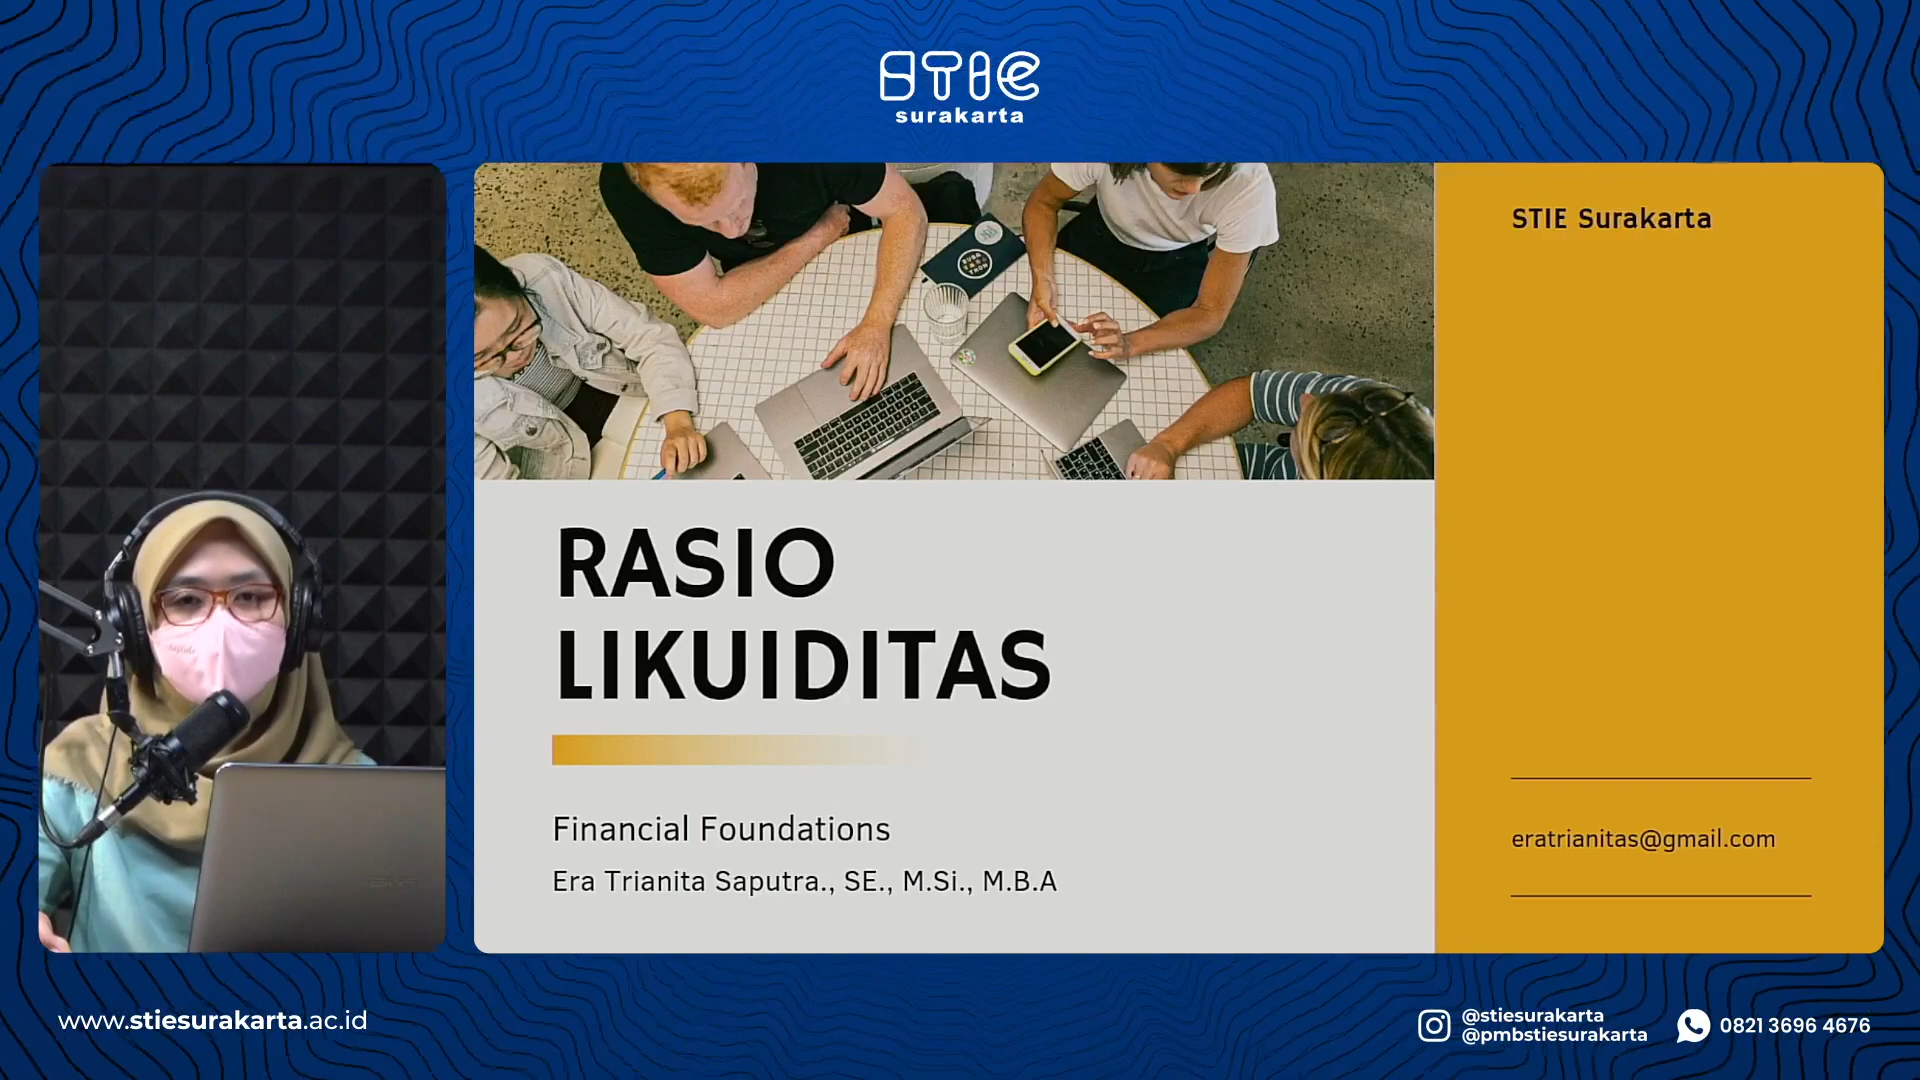 STIE
surakarta
STIE Surakarta
RASIO
LIKUIDITAS
Financial Foundations
Era Trianita Saputra., SE., M.Si., M.B.A
eratrianitas@gmail.com
www.stiesurakarta.ac.id
@stiesurakarta
@pmbstiesurakarta
0821 3696 4676